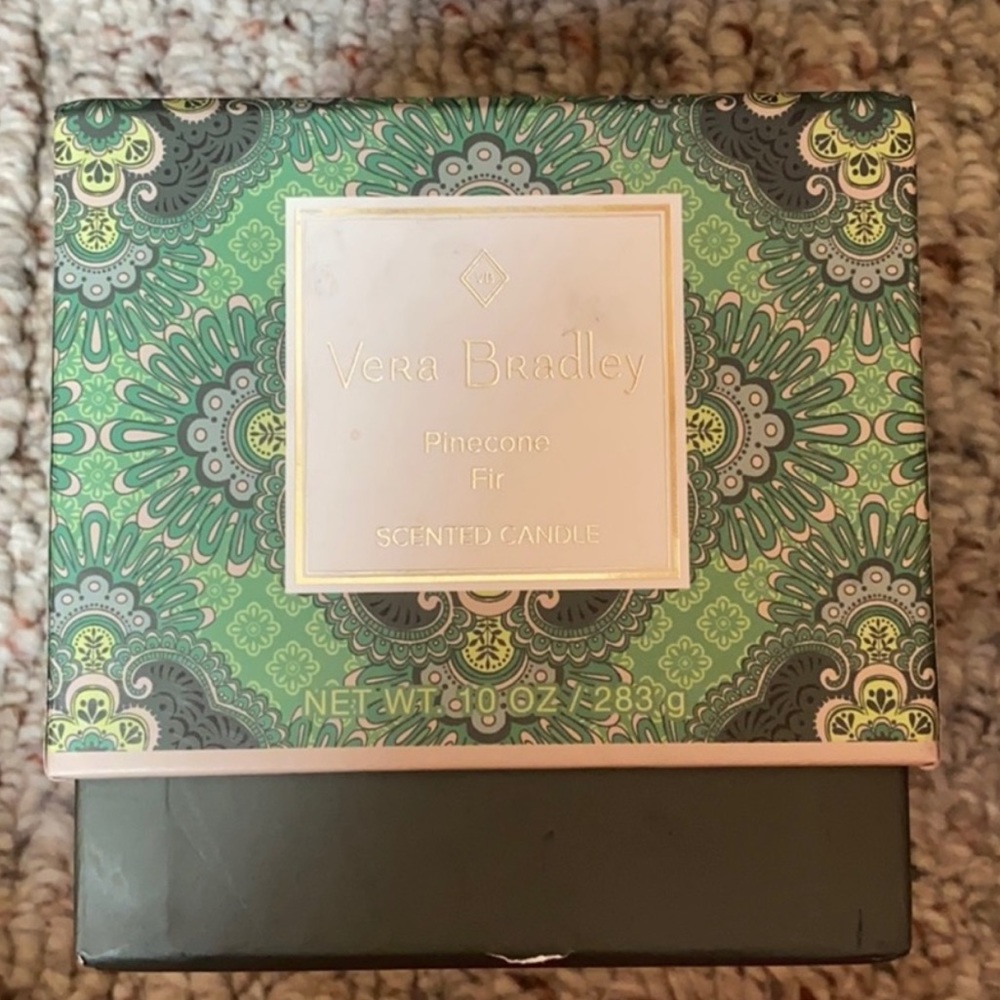 VB
Vera Bradley
Pinecone
Fir
SCENTED CANDLE
NET WT. 10 OZ / 283 g